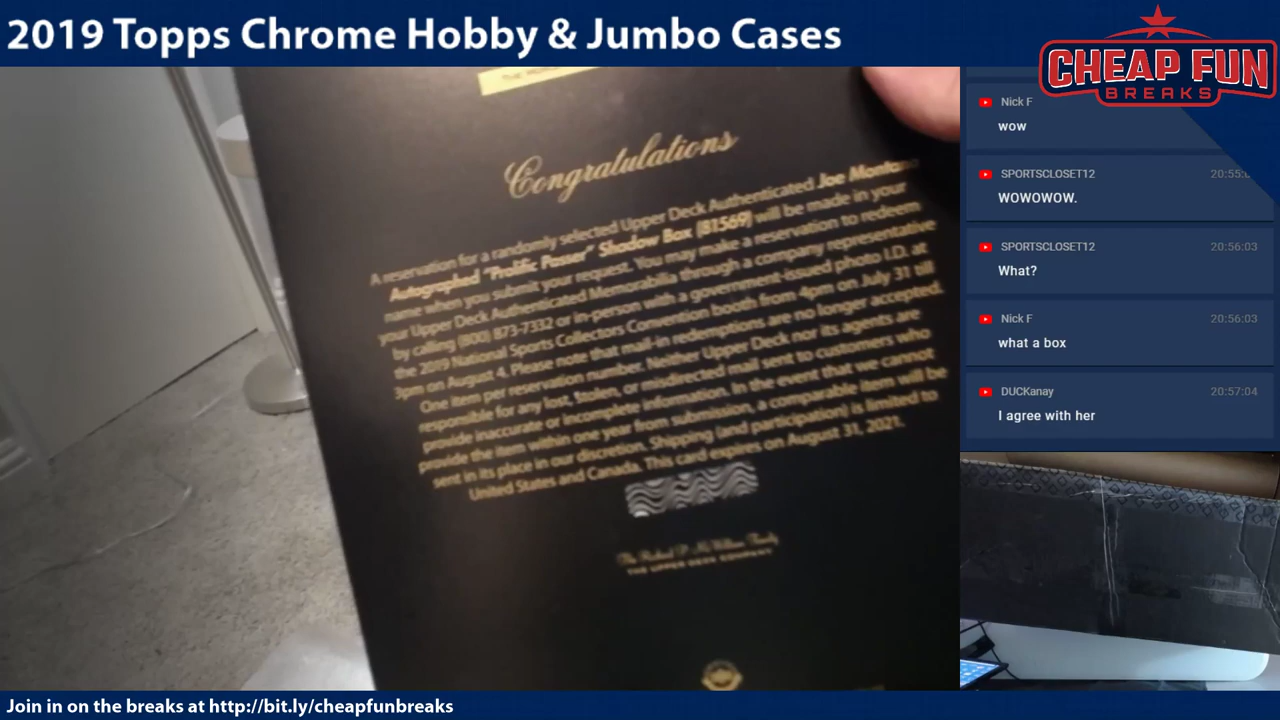 2019 Topps Chrome Hobby & Jumbo Cases
CHEAP FUN
BREAKS
Congratulations
A reservation for a randomly selected Upper Deck Authenticated Joe Montana
Autographed "Prolific Passer" Shadow Box (81569) will be made in your
name when you submit your request. You may make a reservation to redeem
your Upper Deck Authenticated Memorabilia through a company representative
by calling (800) 873-7332 or in-person with a government-issued photo I.D. at
the 2019 National Sports Collectors Convention booth from 4pm on July 31 till
3pm on August 4. Please note that mail-in redemptions are no longer accepted.
One item per reservation number. Neither Upper Deck nor its agents are
responsible for any lost, stolen, or misdirected mail sent to customers who
provide inaccurate or incomplete information. In the event that we cannot
provide the item within one year from submission, a comparable item will be
sent in its place in our discretion. Shipping (and participation) is limited to
United States and Canada. This card expires on August 31, 2021.
THE UPPER DECK COMPANY
Nick F
wow
SPORTSCLOSET12
WOWOWOW.
SPORTSCLOSET12 20:56:03
What?
Nick F 20:56:03
what a box
DUCKanay 20:57:04
I agree with her
Join in on the breaks at http://bit.ly/cheapfunbreaks